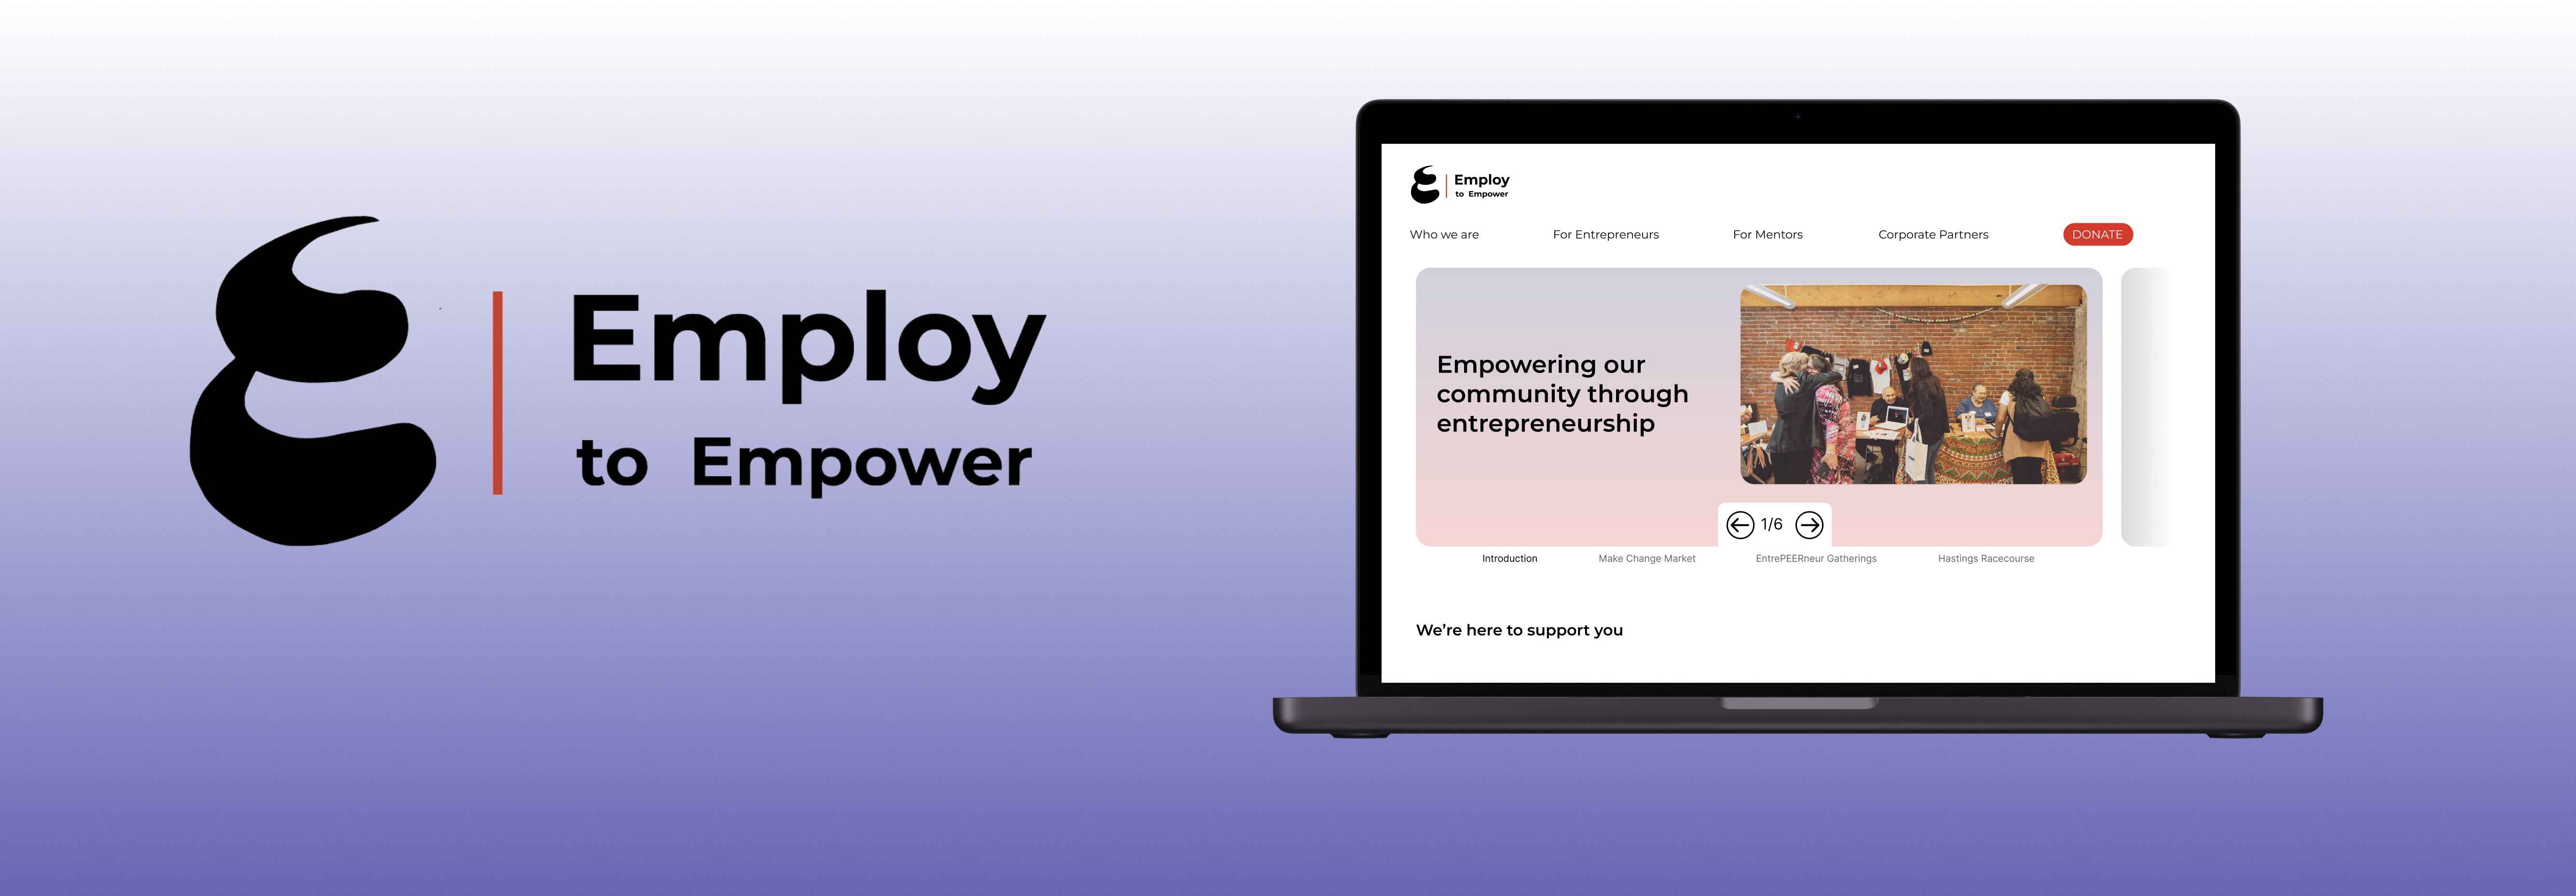 Employ
to Empower
Employ
to Empower
Who we are
For Entrepreneurs
For Mentors
Corporate Partners
DONATE
Empowering our
community through
entrepreneurship
1/6
Introduction
Make Change Market
EntrePEERneur Gatherings
Hastings Racecourse
We're here to support you